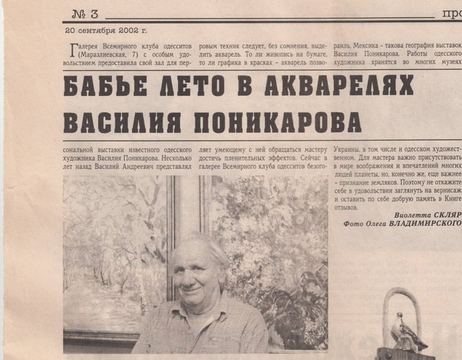 № 3
про
20 сентября 2002 г.
Галерея Всемирного клуба одесситов
(Маразлиевская, 7) с особым удо-
вольствием предоставила свой зал для пер-
ровым техник следует, без сомнения, выде-
лить акварель. То ли живопись на бумаге,
то ли графика в красках - акварель позво-
раиль, Мексика - такова география выставок
Василия Поникарова. Работы одесского
художника хранятся во многих музеях
БАБЬЕ ЛЕТО В АКВАРЕЛЯХ
ВАСИЛИЯ ПОНИКАРОВА
сональной выставки известного одесского
художника Василия Поникарова. Несколько
лет назад Василий Андреевич представлял
ляет умеющему с ней обращаться мастеру
достичь пленительных эффектов. Сейчас в
галерее Всемирного клуба одесситов безого-
Украины, в том числе и одесском художест-
венном. Для мастера важно присутствовать
в мире воображения и впечатлений многих
людей планеты, но, конечно же, еще важнее
- признание земляков. Поэтому не откажите
себе в удовольствии заглянуть на вернисаж
и оставить по себе добрую память в Книге
отзывов.
Виолетта СКЛЯР
Фото Олега ВЛАДИМИРСКОГО